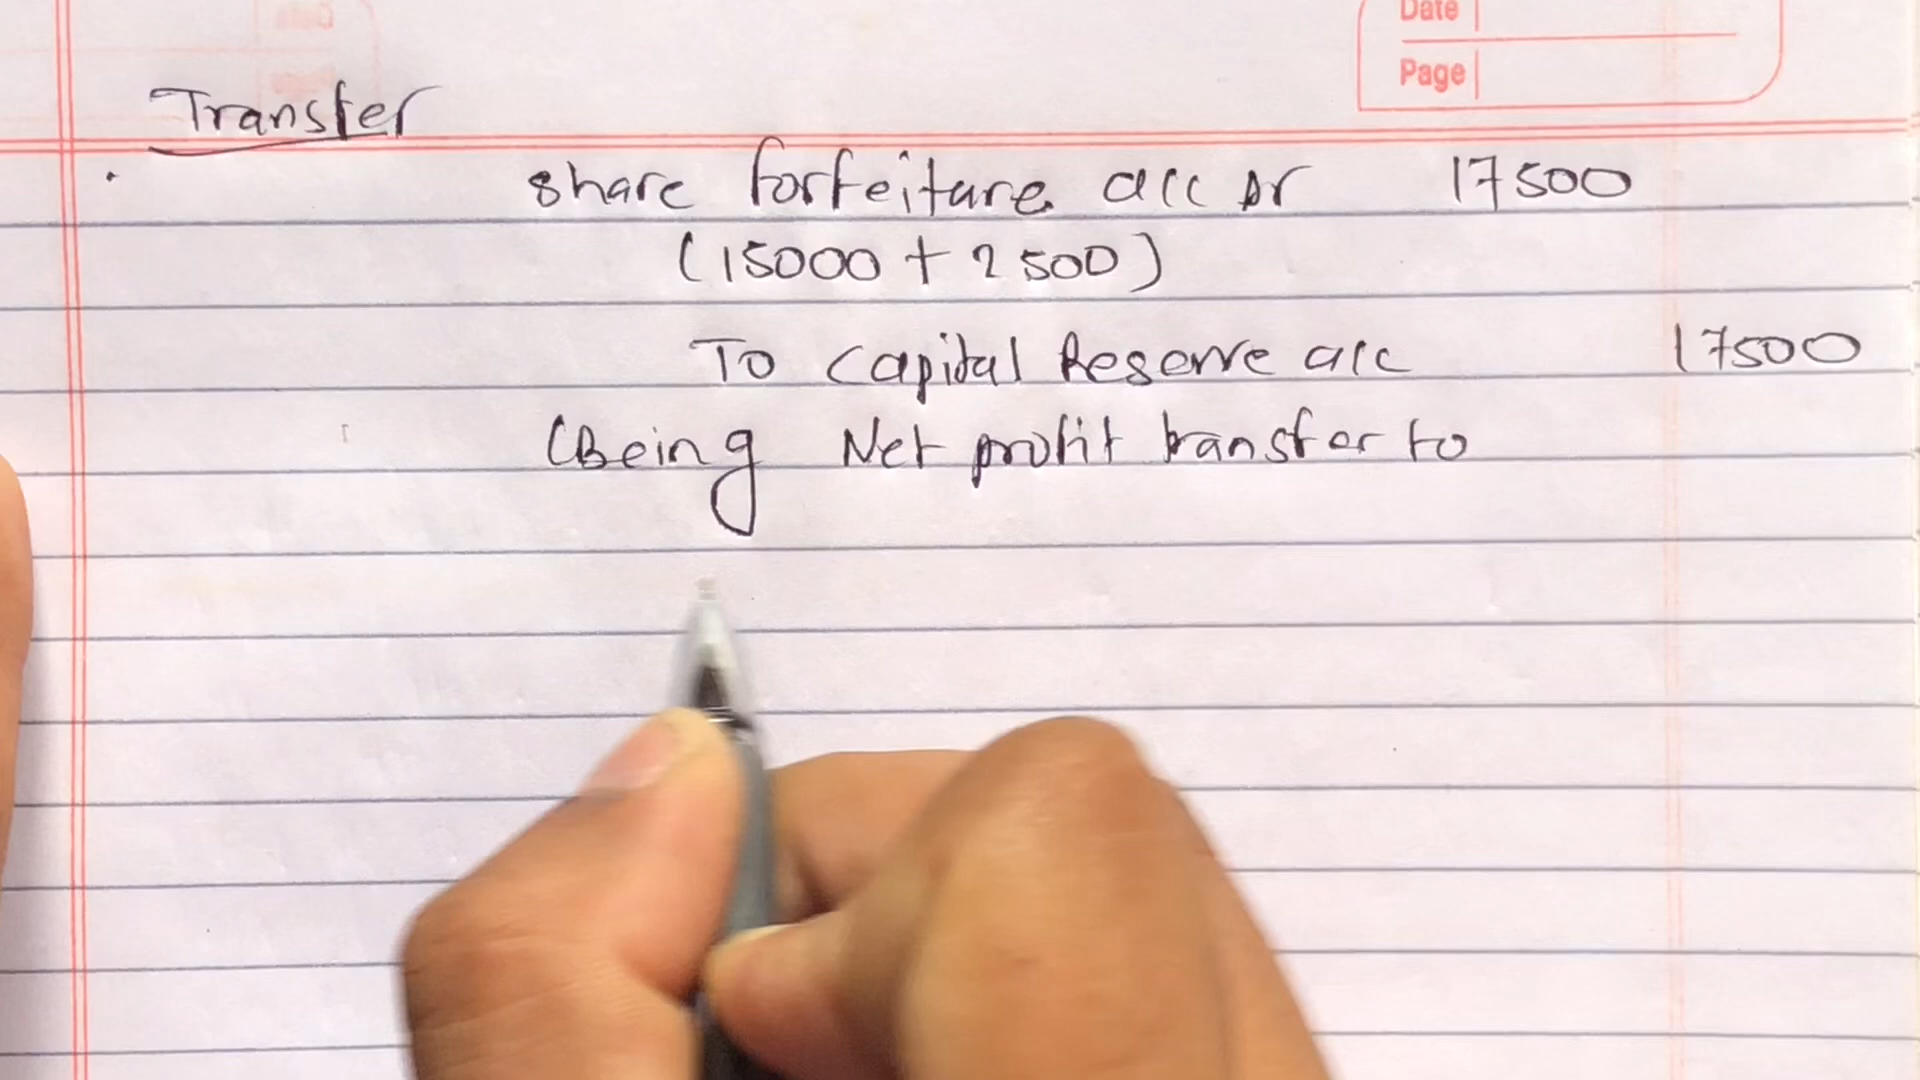 Date
Page
Transfer
Share forfeiture a/c Dr 17500
(15000 + 2500)
To Capital Reserve a/c 17500
(Being Net profit transfer to